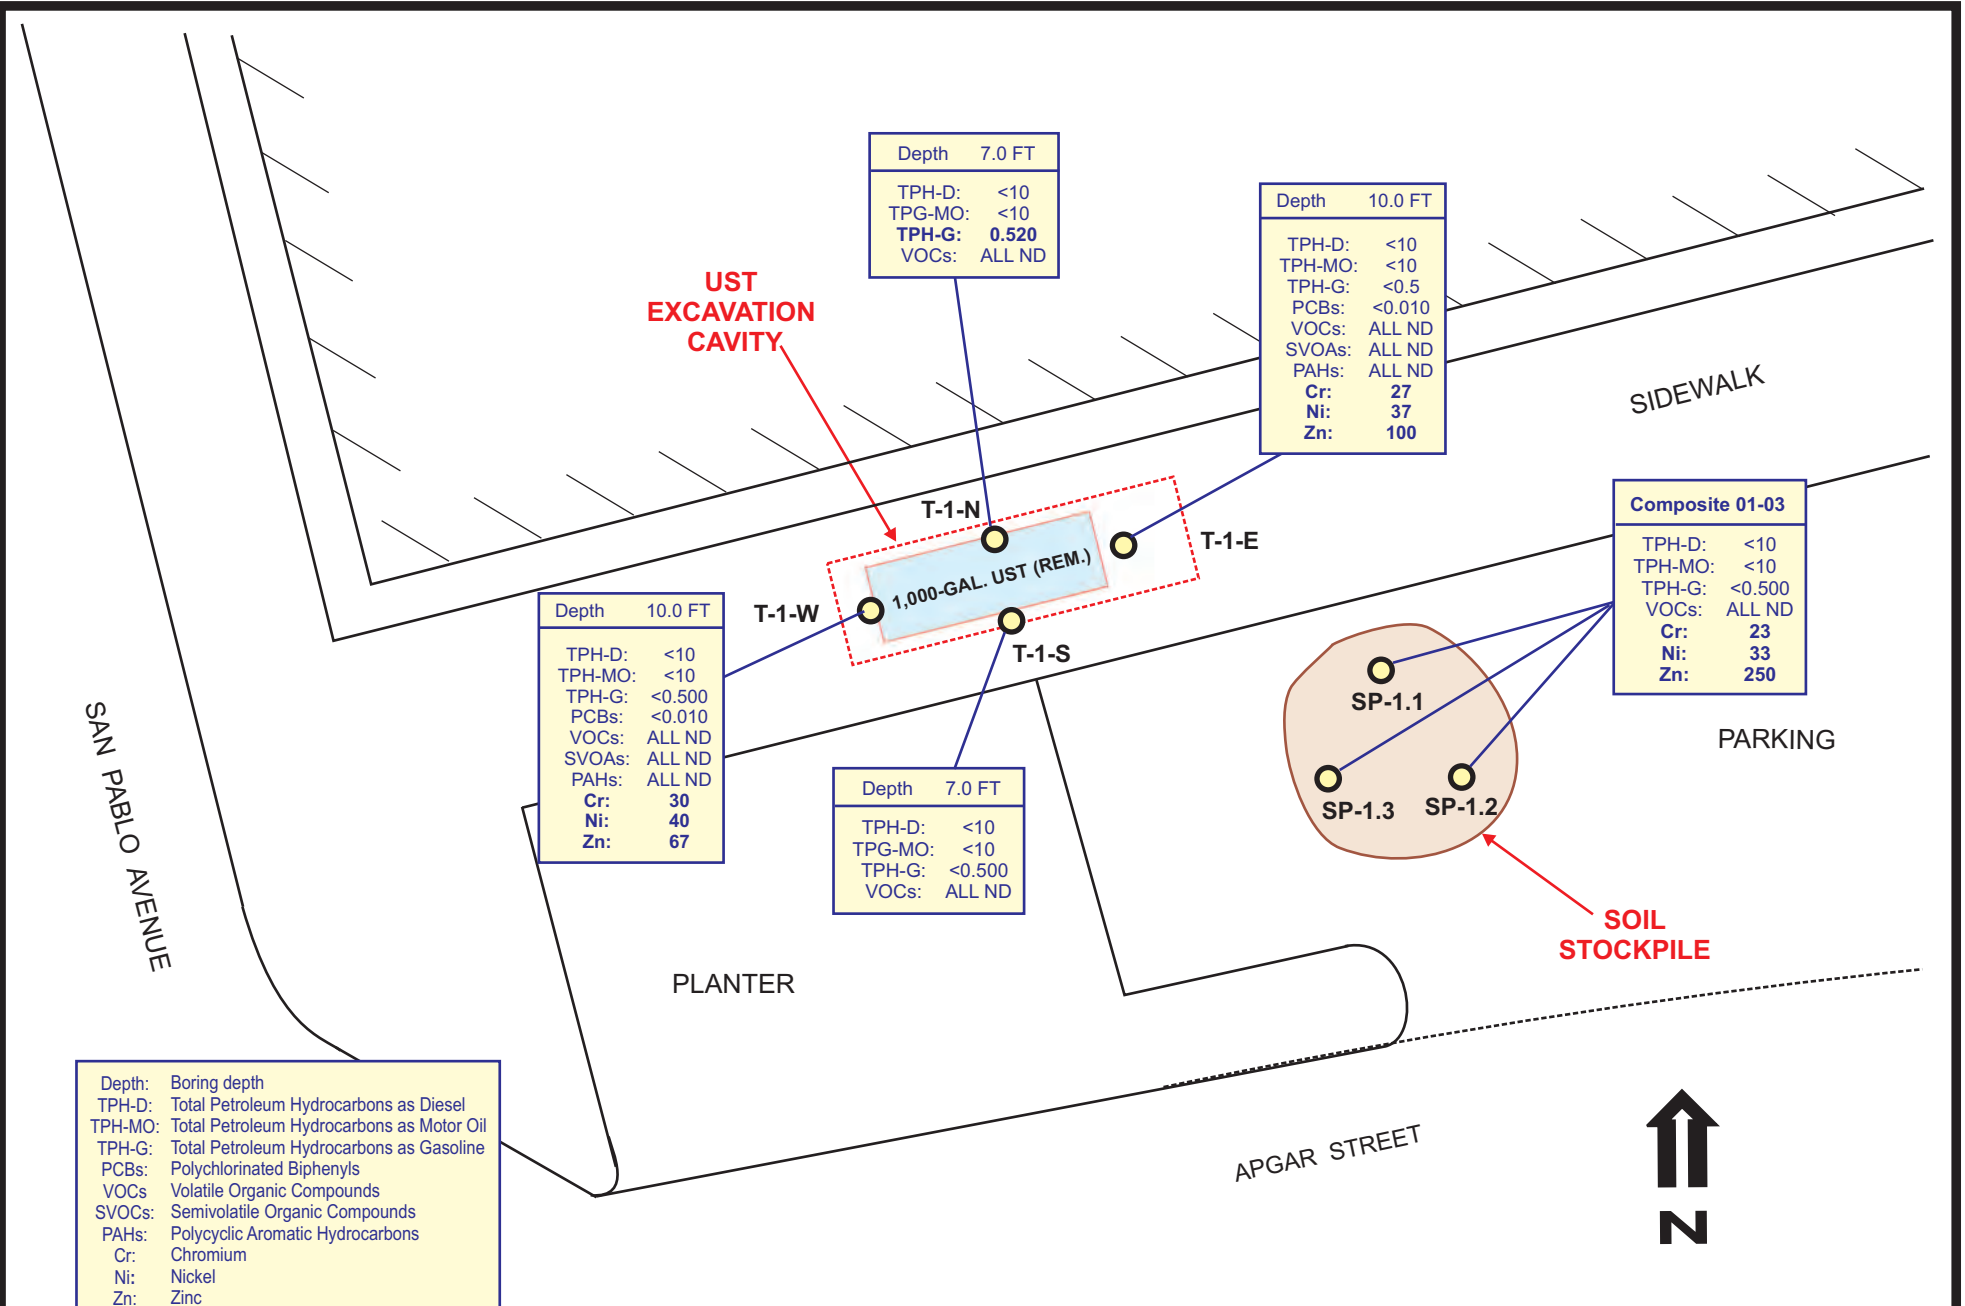 Depth 7.0 FT
TPH-D: <10
TPG-MO: <10
TPH-G: 0.520
VOCs: ALL ND
Depth 10.0 FT
TPH-D: <10
TPH-MO: <10
TPH-G: <0.5
PCBs: <0.010
VOCs: ALL ND
SVOAs: ALL ND
PAHs: ALL ND
Cr: 27
Ni: 37
Zn: 100
UST
EXCAVATION
CAVITY
SIDEWALK
T-1-N
T-1-E
1,000-GAL. UST (REM.)
T-1-W
T-1-S
Composite 01-03
TPH-D: <10
TPH-MO: <10
TPH-G: <0.500
VOCs: ALL ND
Cr: 23
Ni: 33
Zn: 250
Depth 10.0 FT
TPH-D: <10
TPH-MO: <10
TPH-G: <0.500
PCBs: <0.010
VOCs: ALL ND
SVOAs: ALL ND
PAHs: ALL ND
Cr: 30
Ni: 40
Zn: 67
Depth 7.0 FT
TPH-D: <10
TPG-MO: <10
TPH-G: <0.500
VOCs: ALL ND
SP-1.1
SP-1.3
SP-1.2
PARKING
SOIL
STOCKPILE
SAN PABLO AVENUE
PLANTER
APGAR STREET
N
Depth: Boring depth
TPH-D: Total Petroleum Hydrocarbons as Diesel
TPH-MO: Total Petroleum Hydrocarbons as Motor Oil
TPH-G: Total Petroleum Hydrocarbons as Gasoline
PCBs: Polychlorinated Biphenyls
VOCs Volatile Organic Compounds
SVOCs: Semivolatile Organic Compounds
PAHs: Polycyclic Aromatic Hydrocarbons
Cr: Chromium
Ni: Nickel
Zn: Zinc